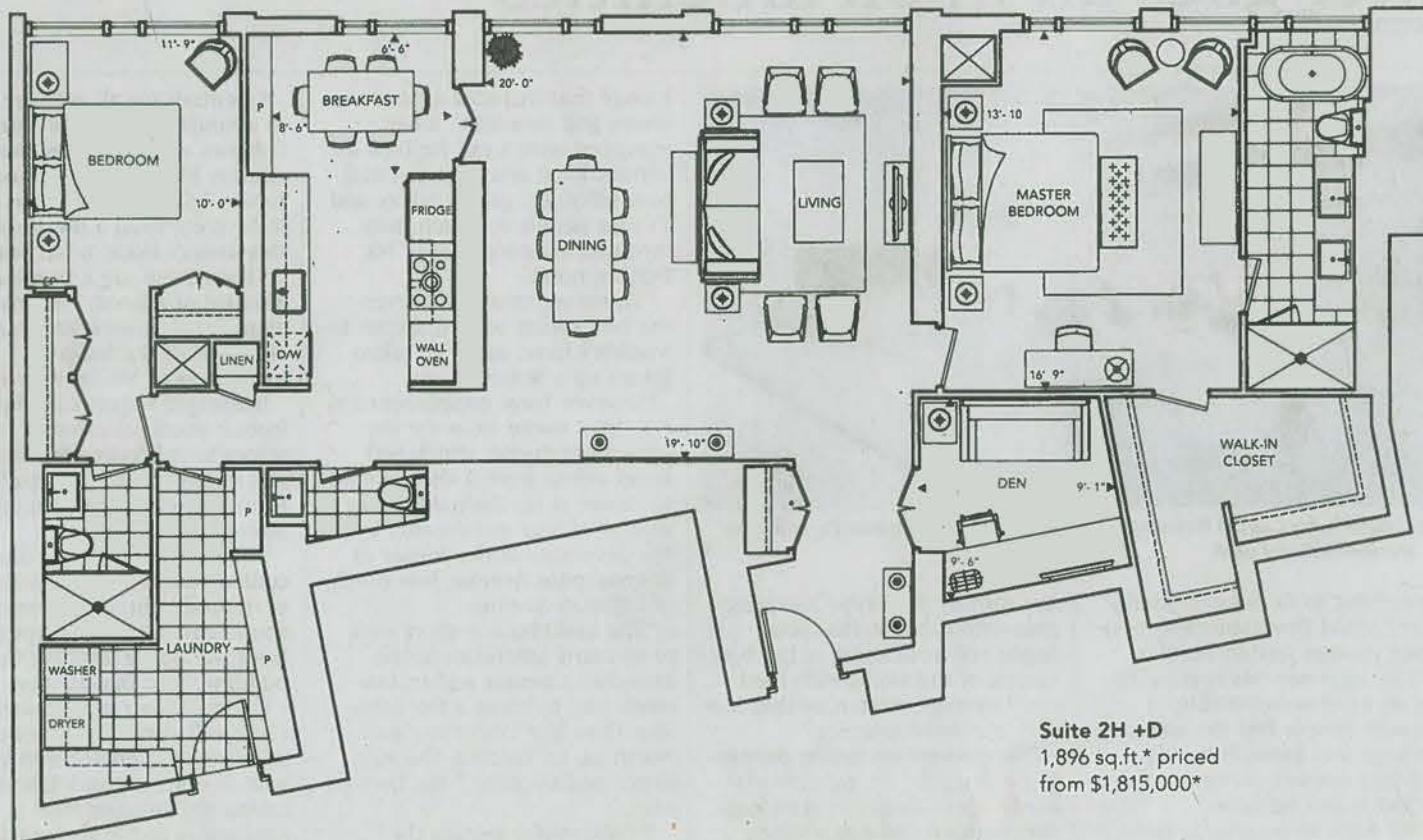 11'- 9"
BEDROOM
10'- 0"
P
6'- 6"
BREAKFAST
8'- 6"
20'- 0"
FRIDGE
WALL
OVEN
D/W
LINEN
DINING
LIVING
13'- 10
MASTER
BEDROOM
16' 9"
WALK-IN
CLOSET
DEN
9'- 1"
9'- 6"
19'- 10"
P
P
LAUNDRY
WASHER
DRYER
Suite 2H +D
1,896 sq.ft.* priced
from $1,815,000*